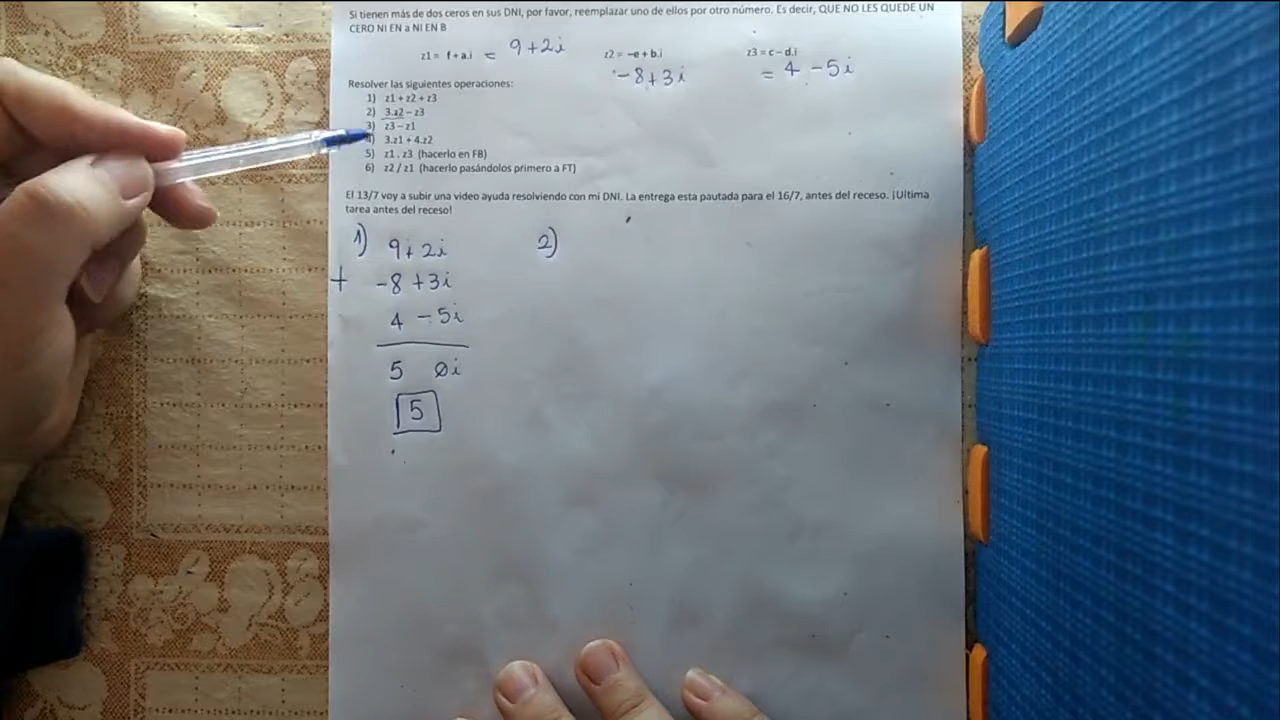 Si tienen más de dos ceros en sus DNI, por favor, reemplazar uno de ellos por otro número. Es decir, QUE NO LES QUEDE UN
CERO NI EN a NI EN B
z1 = f+a.i = 9+2i z2 = -e + b.i z3 = c-d.i
-8+3i = 4 -5i
Resolver las siguientes operaciones:
1) z1 + z2 + z3
2) 3.z2 - z3
3) z3 - z1
4) 3.z1 + 4.z2
5) z1 . z3 (hacerlo en FB)
6) z2 / z1 (hacerlo pasándolos primero a FT)
El 13/7 voy a subir una video ayuda resolviendo con mi DNI. La entrega esta pautada para el 16/7, antes del receso. ¡Ultima
tarea antes del receso!
1) 9+2i 2)
+ -8+3i
4 -5i
5 0i
5